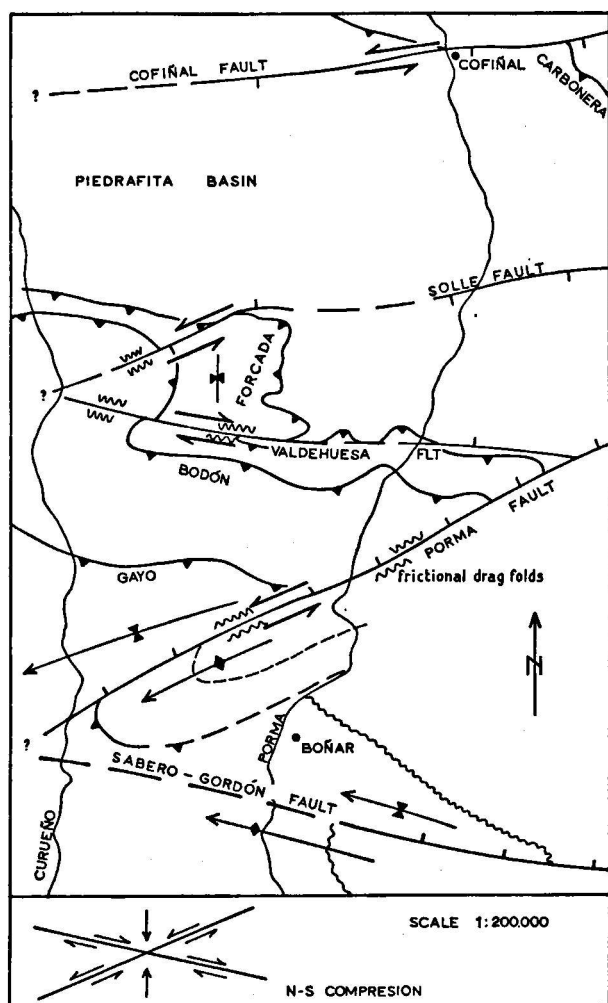 COFIÑAL FAULT
COFIÑAL
CARBONERA
?
PIEDRAFITA BASIN
SOLLE FAULT
FORCADA
?
VALDEHUESA FLT
BODÓN
PORMA FAULT
GAYO
frictional drag folds
N
?
PORMA
BOÑAR
SABERO-GORDÓN FAULT
CURUEÑO
SCALE 1:200.000
N-S COMPRESION